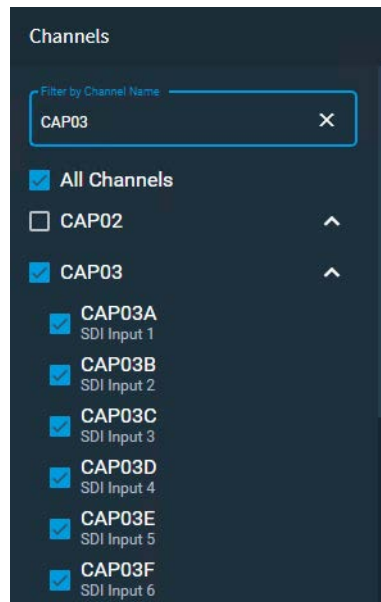 Channels
Filter by Channel Name
CAP03
All Channels
CAP02
CAP03
CAP03A
SDI Input 1
CAP03B
SDI Input 2
CAP03C
SDI Input 3
CAP03D
SDI Input 4
CAP03E
SDI Input 5
CAP03F
SDI Input 6